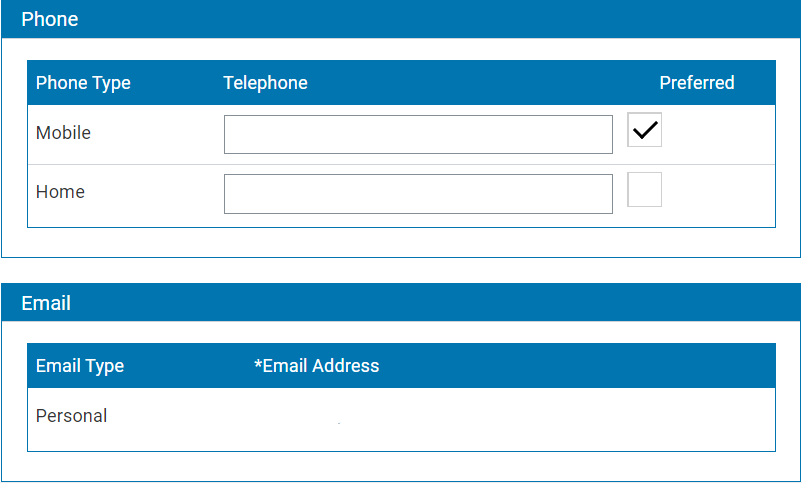 Phone
Phone Type Telephone Preferred
Mobile
Home
Email
Email Type *Email Address
Personal